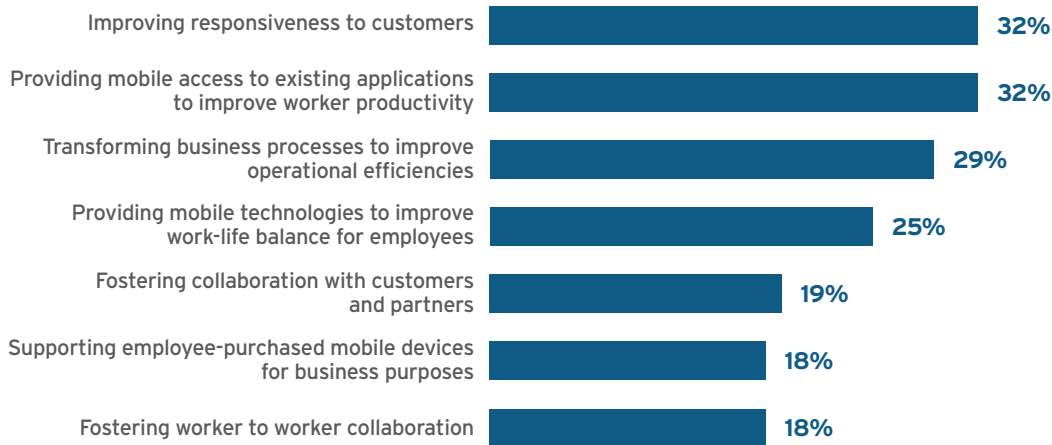 Improving responsiveness to customers
32%
Providing mobile access to existing applications
to improve worker productivity
32%
Transforming business processes to improve
operational efficiencies
29%
Providing mobile technologies to improve
work-life balance for employees
25%
Fostering collaboration with customers
and partners
19%
Supporting employee-purchased mobile devices
for business purposes
18%
Fostering worker to worker collaboration
18%